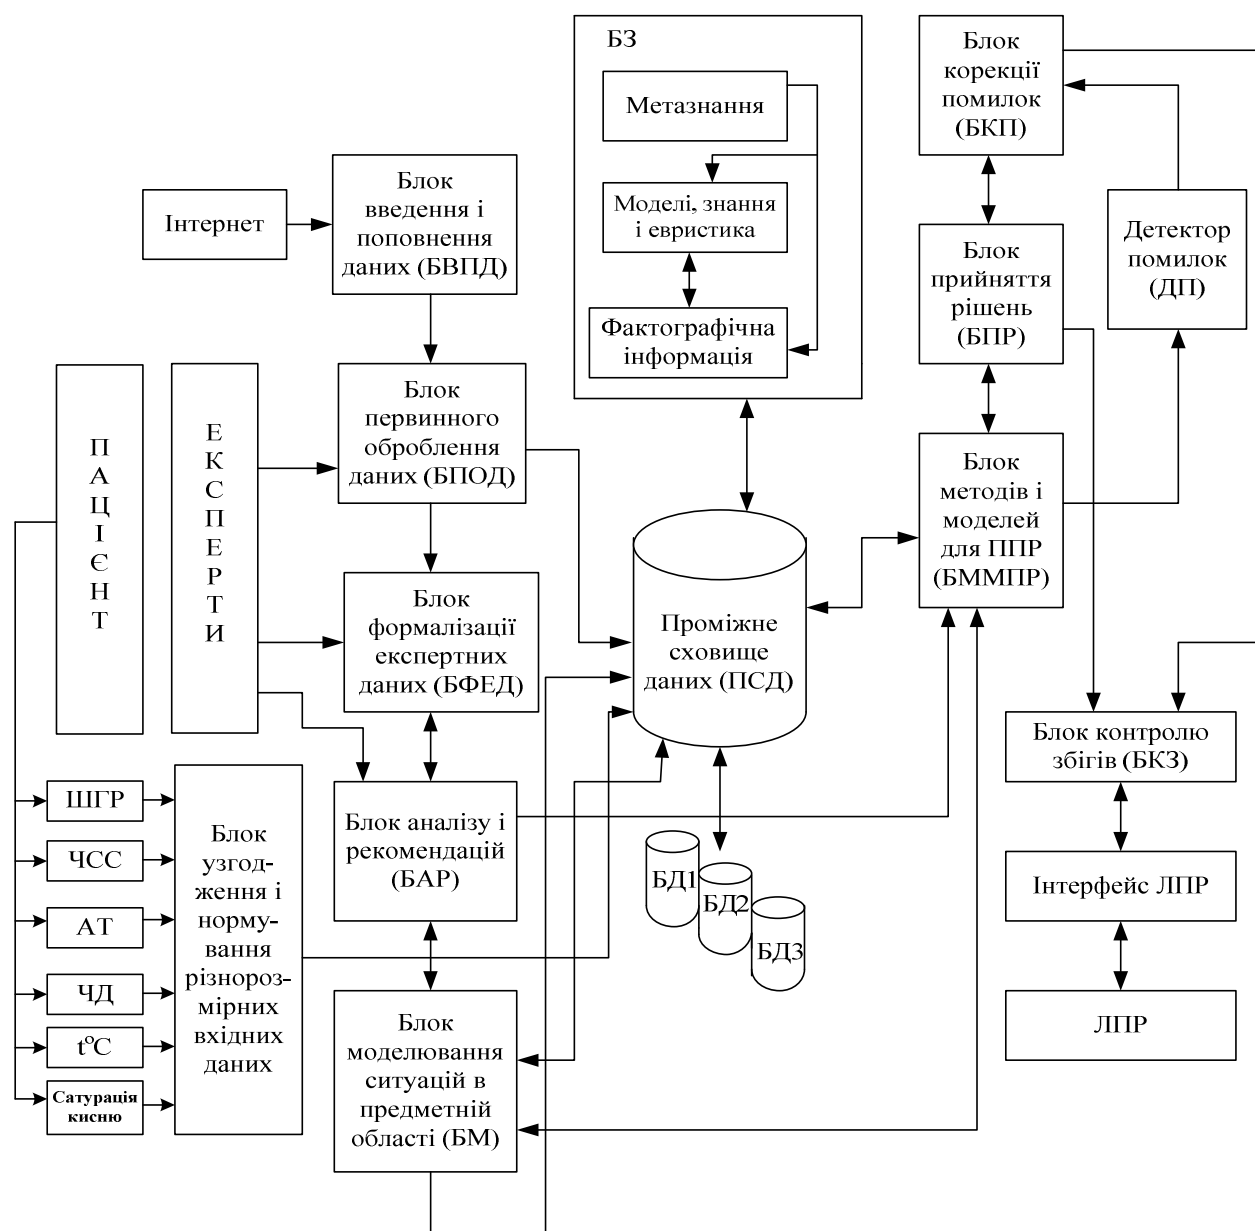 БЗ
Метазнання
Моделі, знання
і евристика
Фактографічна
інформація
Блок
корекції
помилок
(БКП)
Блок
введення і
поповнення
даних (БВПД)
Інтернет
Детектор
помилок
(ДП)
Блок
прийняття
рішень
(БПР)
ПАЦІЄНТ
ЕКСПЕРТИ
Блок
первинного
оброблення
даних (БПОД)
Блок
методів і
моделей
для ППР
(БММПР)
Блок
формалізації
експертних
даних (БФЕД)
Проміжне
сховище
даних (ПСД)
Блок контролю
збігів (БКЗ)
ШГР
ЧСС
АТ
ЧД
t°C
Сатурація
кисню
Блок
узгод-
ження і
норму-
вання
різнороз-
мірних
вхідних
даних
Блок аналізу і
рекомендацій
(БАР)
БД1
БД2
БД3
Інтерфейс ЛПР
ЛПР
Блок
моделювання
ситуацій в
предметній
області (БМ)